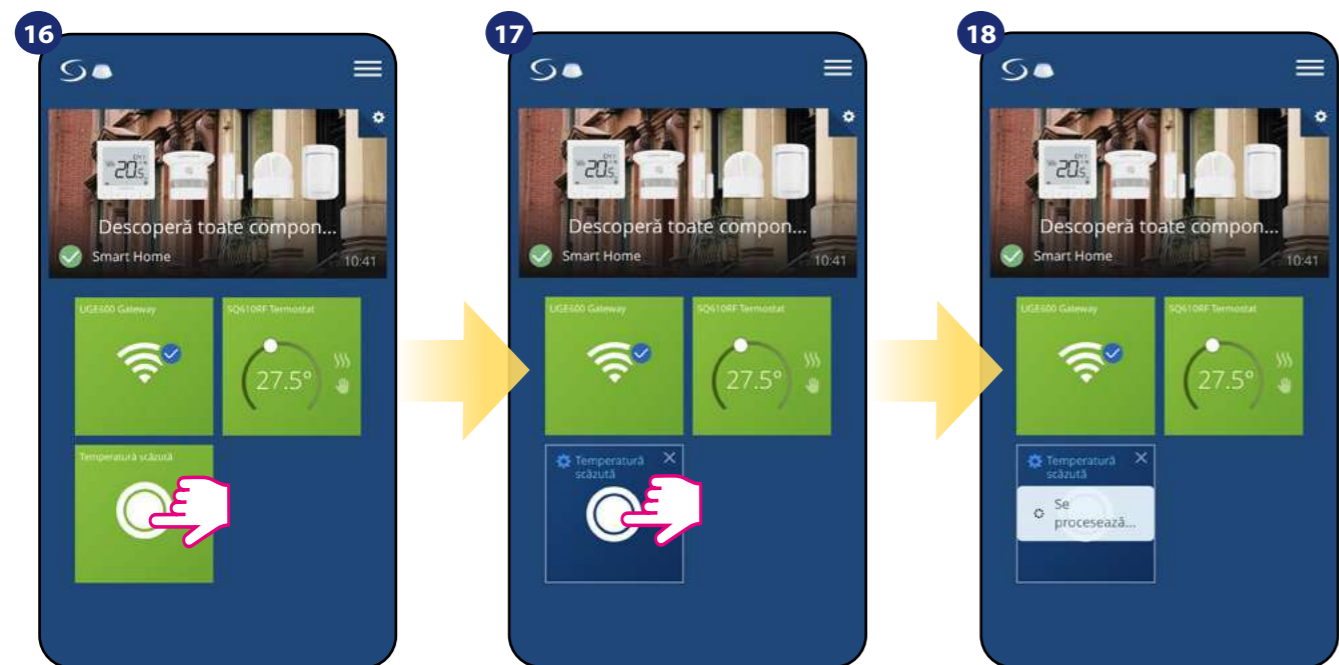 16
Descoperă toate compon...
Smart Home
10:41
UGE600 Gateway
SQ610RF Termostat
27.5°
Temperatură scăzută
17
Descoperă toate compon...
Smart Home
10:41
UGE600 Gateway
SQ610RF Termostat
27.5°
Temperatură
scăzută
18
Descoperă toate compon...
Smart Home
10:41
UGE600 Gateway
SQ610RF Termostat
27.5°
Temperatură
scăzută
Se
procesează...